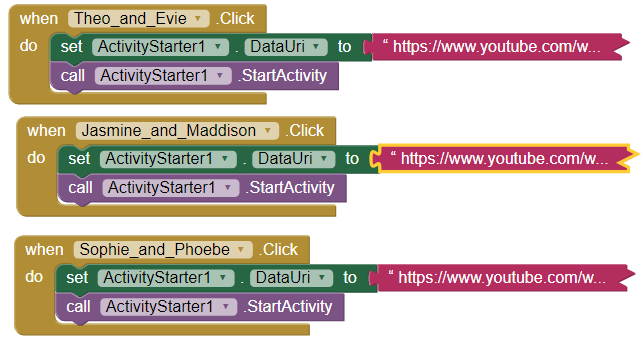 when Theo_and_Evie .Click
do set ActivityStarter1 . DataUri to “ https://www.youtube.com/w...
call ActivityStarter1 .StartActivity
when Jasmine_and_Maddison .Click
do set ActivityStarter1 . DataUri to “ https://www.youtube.com/w...
call ActivityStarter1 .StartActivity
when Sophie_and_Phoebe .Click
do set ActivityStarter1 . DataUri to “ https://www.youtube.com/w...
call ActivityStarter1 .StartActivity